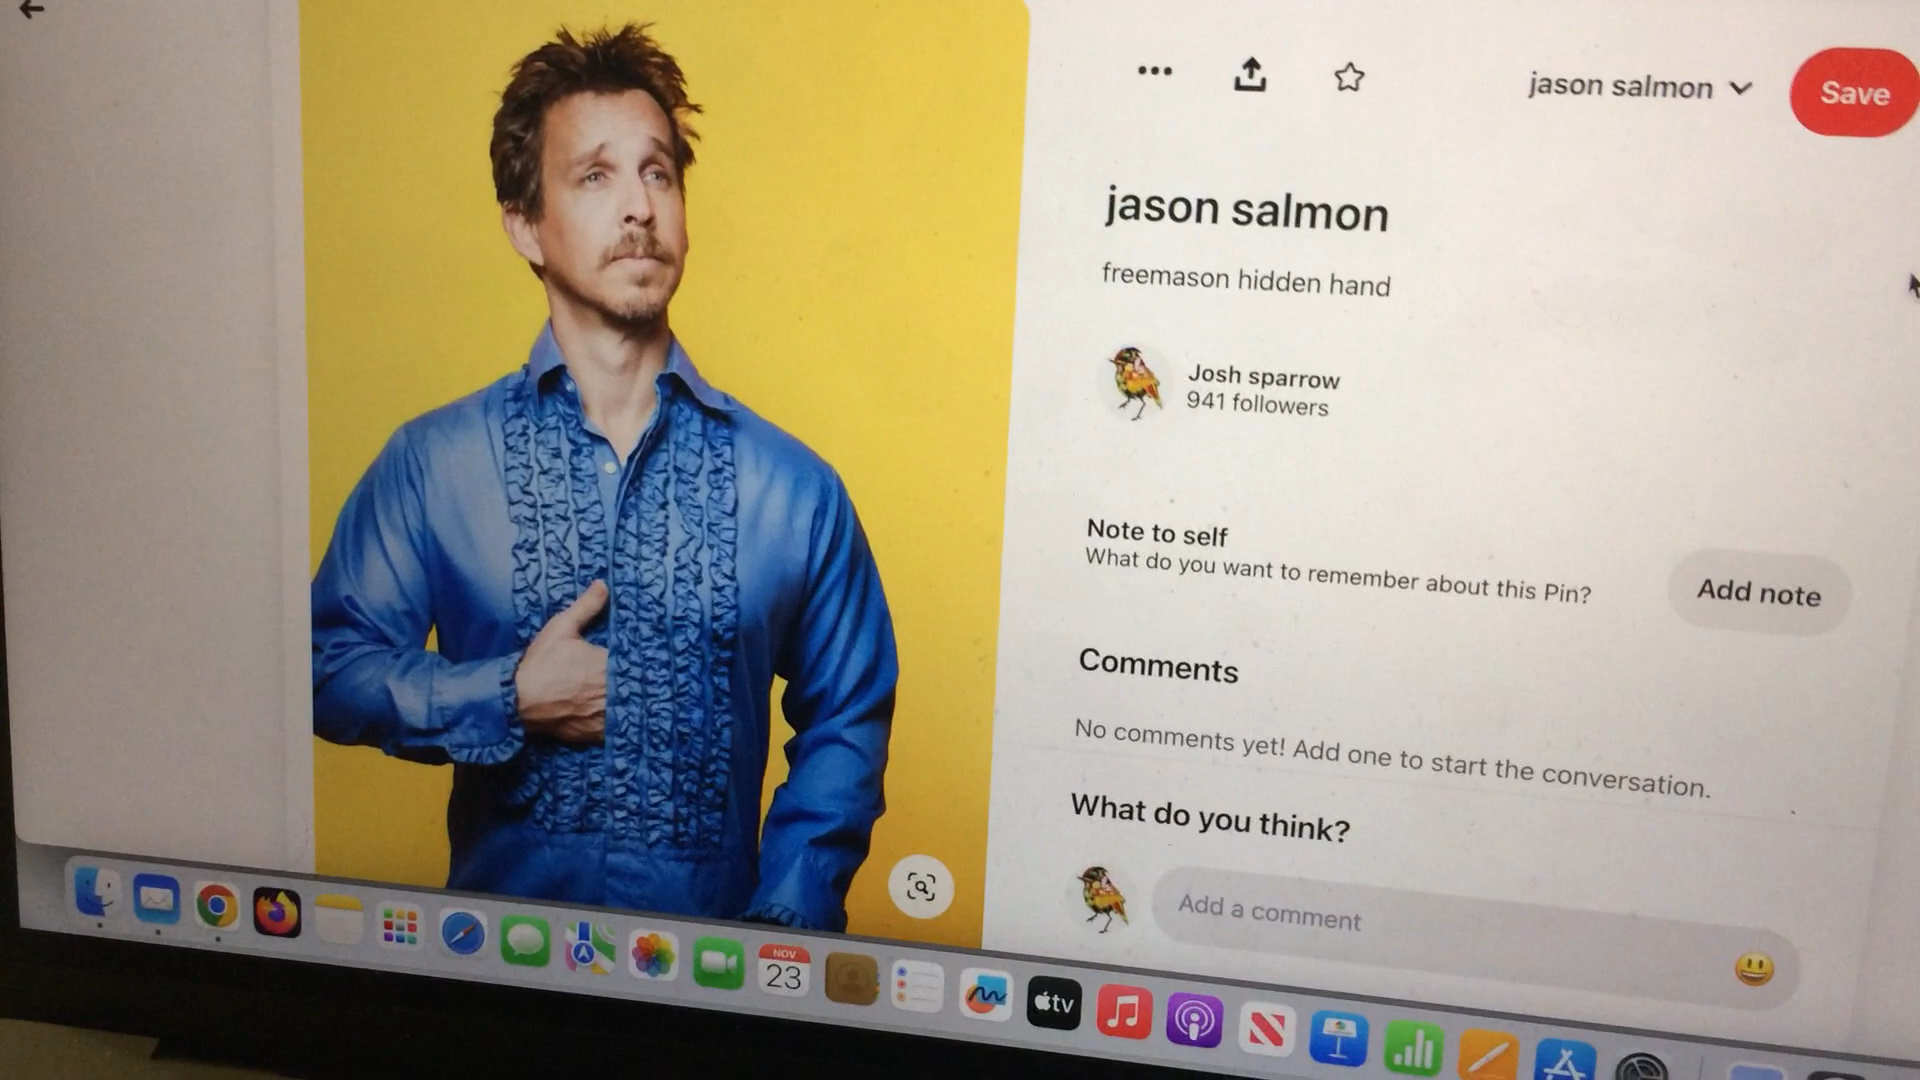 jason salmon
Save
jason salmon
freemason hidden hand
Josh sparrow
941 followers
Note to self
What do you want to remember about this Pin?
Add note
Comments
No comments yet! Add one to start the conversation.
What do you think?
Add a comment
NOV
23
tv